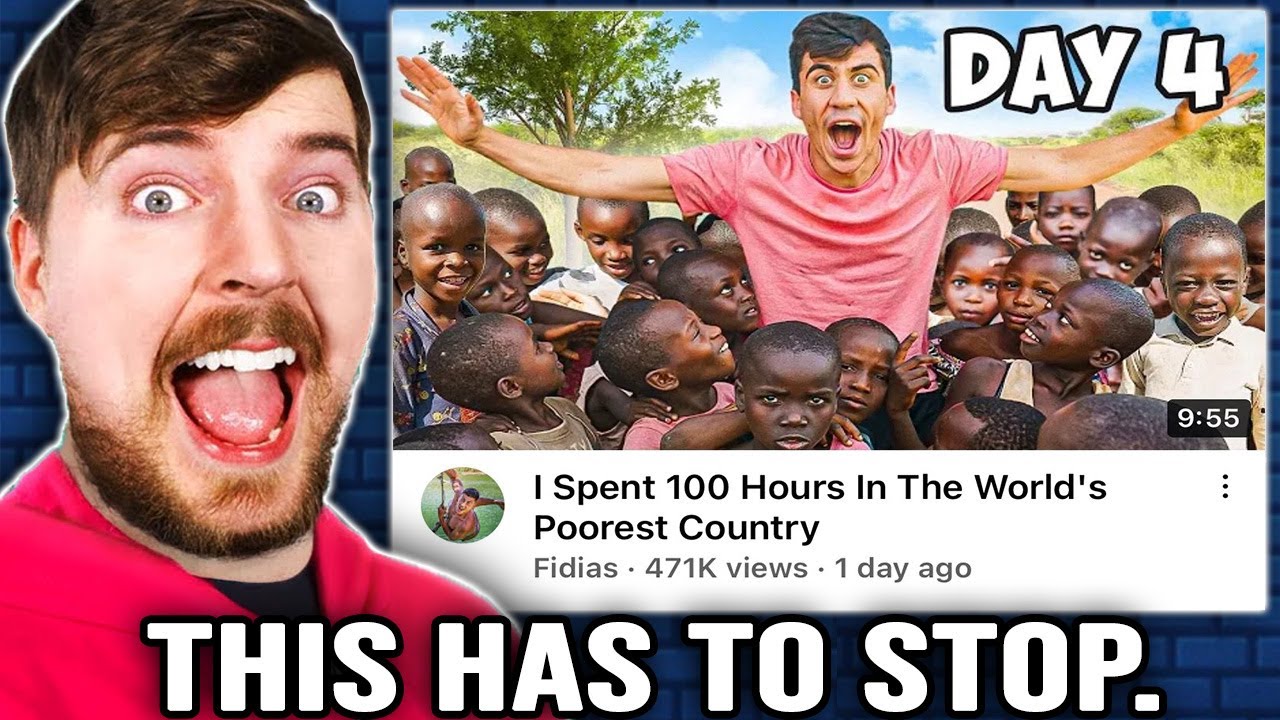 DAY 4
9:55
I Spent 100 Hours In The World's
Poorest Country
Fidias · 471K views · 1 day ago
THIS HAS TO STOP.